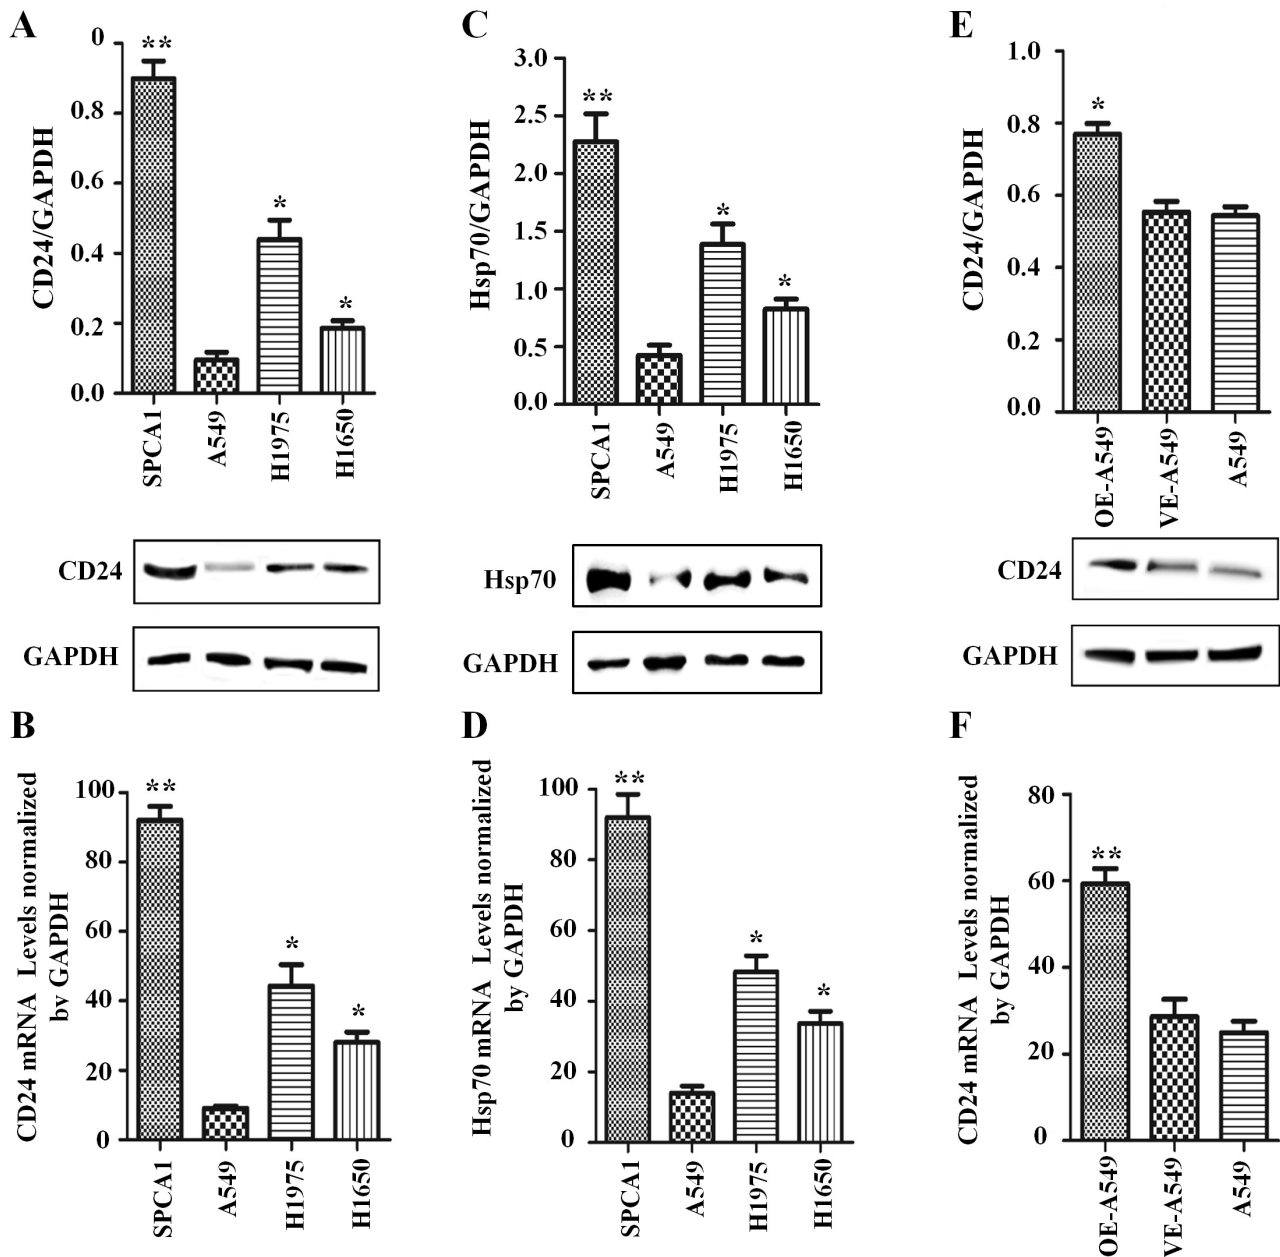 A
0
0.8
0.6
0.4
0.2
0.0
CD24/GAPDH
**
*
*
SPCA1
A549
H1975
H1650
CD24
GAPDH
C
3.0
2.5
2.0
1.5
1.0
0.5
0.0
Hsp70/GAPDH
**
*
*
SPCA1
A549
H1975
H1650
Hsp70
GAPDH
E
1.0
0.8
0.6
0.4
0.2
0.0
CD24/GAPDH
*
OE-A549
VE-A549
A549
CD24
GAPDH
B
100
80
60
40
20
0
CD24 mRNA Levels normalized
bv GAPDH
**
*
*
SPCA1
A549
H1975
H1650
D
100
80
60
40
20
0
Hsp70 mRNA Levels normalized
by GAPDH
**
*
*
SPCA1
A549
H1975
H1650
F
80
60
40
20
0
CD24 mRNA Levels normalized
by GAPDH
**
OE-A549
VE-A549
A549